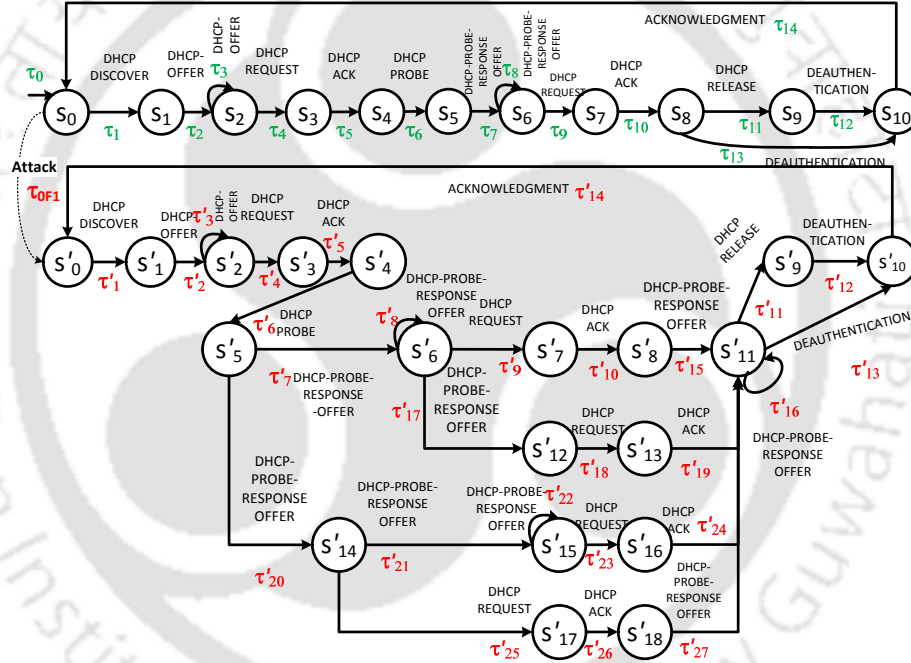 ACKNOWLEDGMENT
τ14
τ0
DHCP
DISCOVER
DHCP-
OFFER
DHCP-
OFFER
τ3
DHCP
REQUEST
DHCP
ACK
DHCP
PROBE
DHCP-PROBE-
RESPONSE
OFFER
τ8
DHCP-PROBE-
RESPONSE
OFFER
DHCP
REQUEST
DHCP
ACK
DHCP
RELEASE
DEAUTHEN-
TICATION
S0
S1
S2
S3
S4
S5
S6
S7
S8
S9
S10
τ1
τ2
τ4
τ5
τ6
τ7
τ9
τ10
τ11
τ12
τ13
DEAUTHENTICATION
Attack
τ0F1
ACKNOWLEDGMENT τ'14
DHCP
DISCOVER
DHCP
OFFER
τ'3
DHCP-
OFFER
DHCP
REQUEST
DHCP
ACK
τ'5
S'0
S'1
S'2
S'3
S'4
τ'1
τ'2
τ'4
DHCP
RELEASE
S'9
DEAUTHEN-
TICATION
S'10
τ'11
τ'12
τ'6
DHCP
PROBE
DHCP-PROBE-
RESPONSE
OFFER
τ'8
DHCP
REQUEST
DHCP
ACK
DHCP-PROBE-
RESPONSE
OFFER
DEAUTHENTICATION
τ'13
S'5
S'6
S'7
S'8
S'11
τ'7
DHCP-PROBE-
RESPONSE
-OFFER
τ'9
τ'10
τ'15
τ'16
DHCP-PROBE-
RESPONSE
OFFER
τ'17
DHCP-
PROBE-
RESPONSE
OFFER
DHCP
REQUEST
DHCP
ACK
S'12
S'13
τ'18
τ'19
DHCP-
PROBE-
RESPONSE
OFFER
DHCP-PROBE-
RESPONSE
OFFER
DHCP-PROBE-
RESPONSE
OFFER
τ'22
DHCP
REQUEST
DHCP
ACK
τ'24
S'14
S'15
S'16
τ'20
τ'21
τ'23
DHCP
REQUEST
DHCP
ACK
DHCP-
PROBE-
RESPONSE
OFFER
S'17
S'18
τ'25
τ'26
τ'27
Guwahati